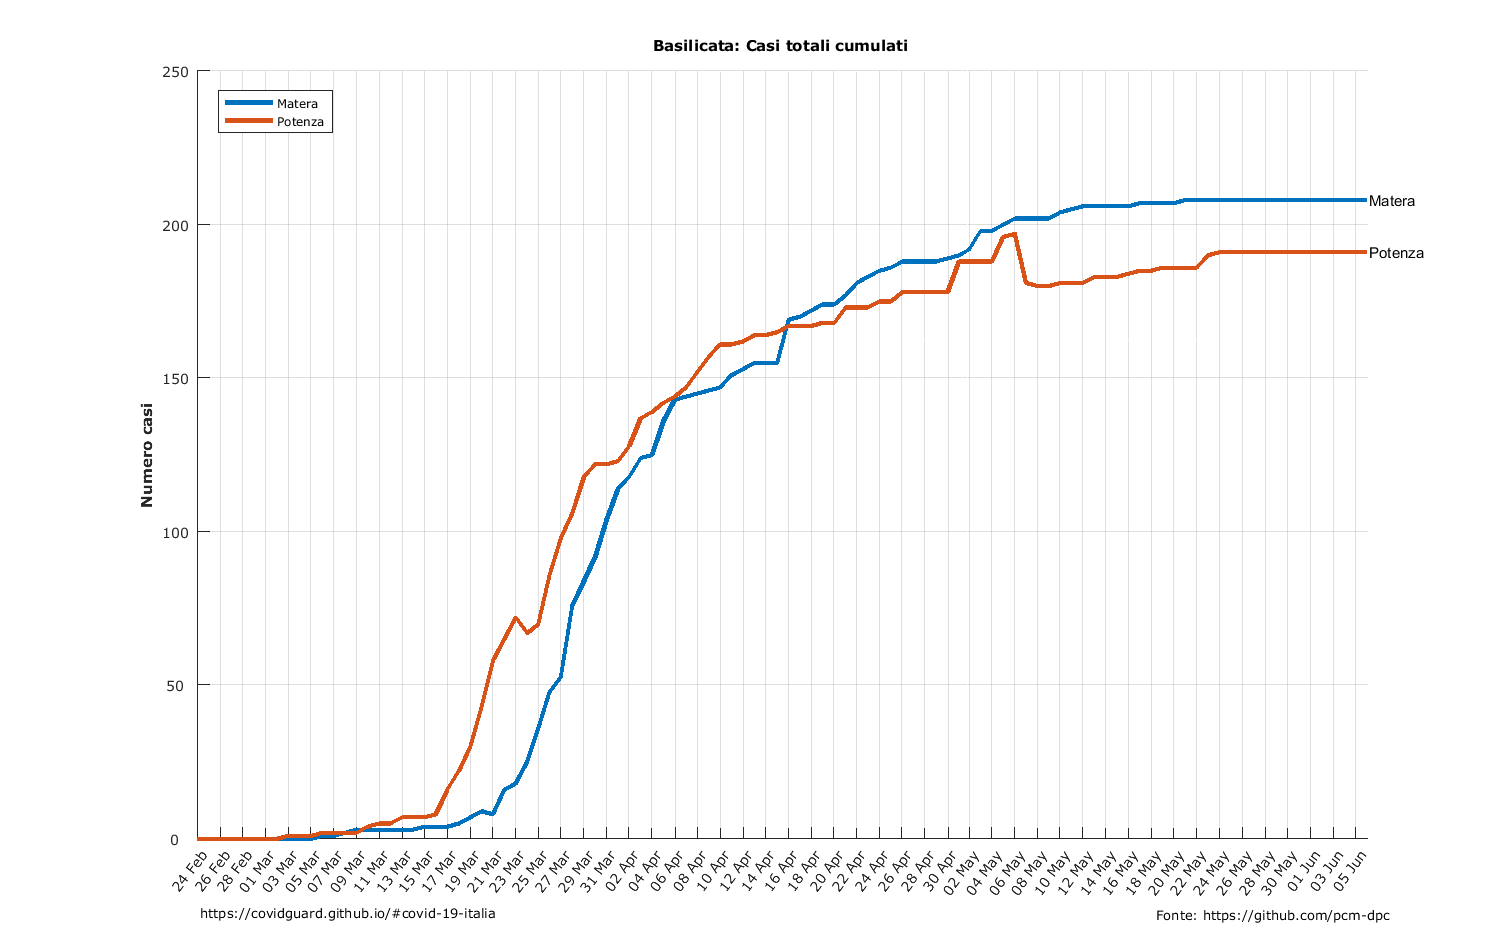 Basilicata: Casi totali cumulati
250
200
150
100
50
0
Numero casi
Matera
Potenza
Matera
Potenza
24 Feb
26 Feb
28 Feb
01 Mar
03 Mar
05 Mar
07 Mar
09 Mar
11 Mar
13 Mar
15 Mar
17 Mar
19 Mar
21 Mar
23 Mar
25 Mar
27 Mar
29 Mar
31 Mar
02 Apr
04 Apr
06 Apr
08 Apr
10 Apr
12 Apr
14 Apr
16 Apr
18 Apr
20 Apr
22 Apr
24 Apr
26 Apr
28 Apr
30 Apr
02 May
04 May
06 May
08 May
10 May
12 May
14 May
16 May
18 May
20 May
22 May
24 May
26 May
28 May
30 May
01 Jun
03 Jun
05 Jun
https://covidguard.github.io/#covid-19-italia
Fonte: https://github.com/pcm-dpc